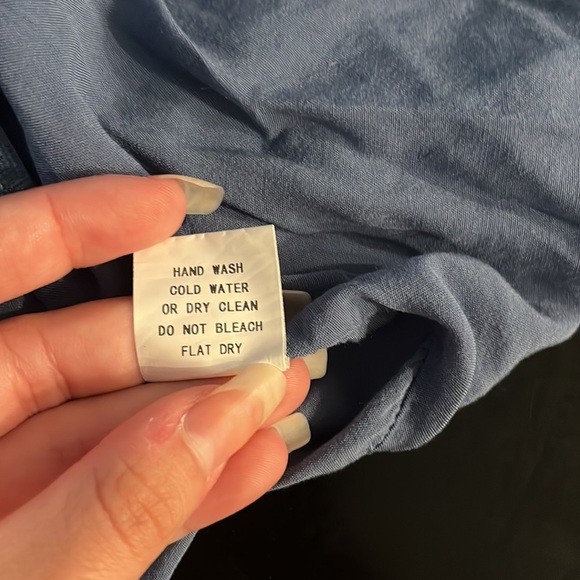 HAND WASH
COLD WATER
OR DRY CLEAN
DO NOT BLEACH
FLAT DRY